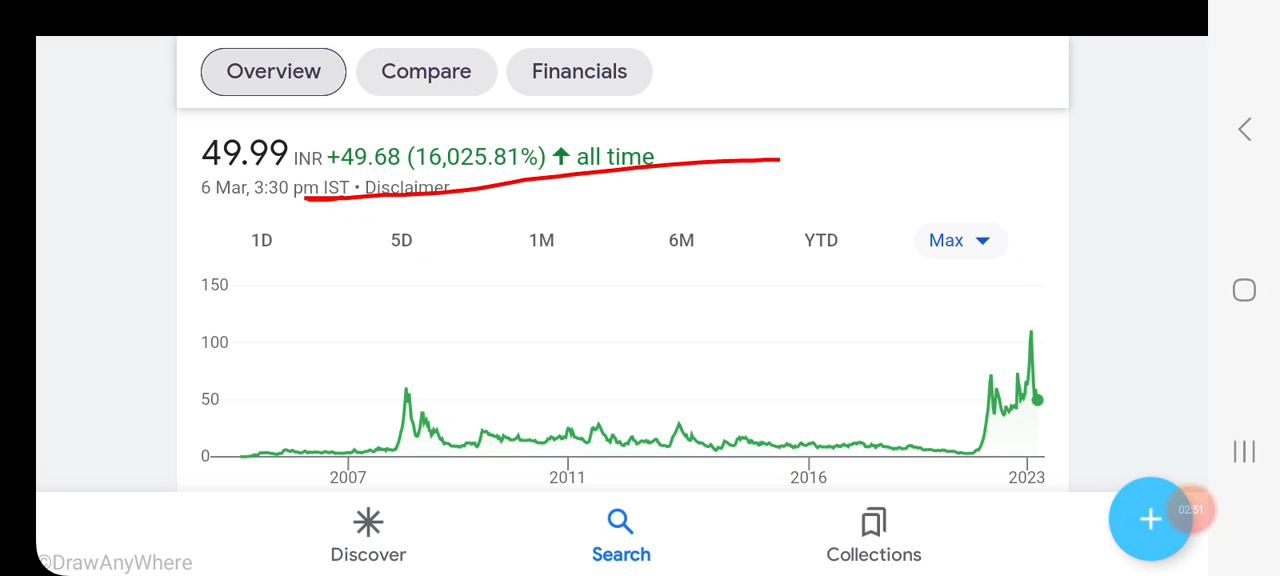 Overview Compare Financials
49.99 INR +49.68 (16,025.81%) ↑ all time
6 Mar, 3:30 pm IST • Disclaimer
1D 5D 1M 6M YTD Max
150
100
50
0
2007 2011 2016 2023
02:51
Discover Search Collections
©DrawAnyWhere